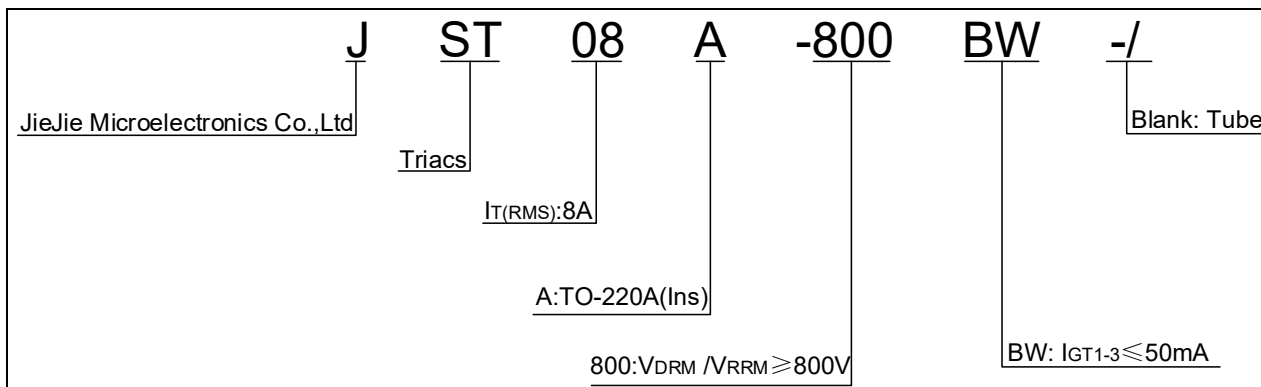 J ST 08 A -800 BW -/
JieJie Microelectronics Co.,Ltd
Blank: Tube
Triacs
IT(RMS):8A
A:TO-220A(Ins)
800:VDRM /VRRM≥800V
BW: IGT1-3≤50mA